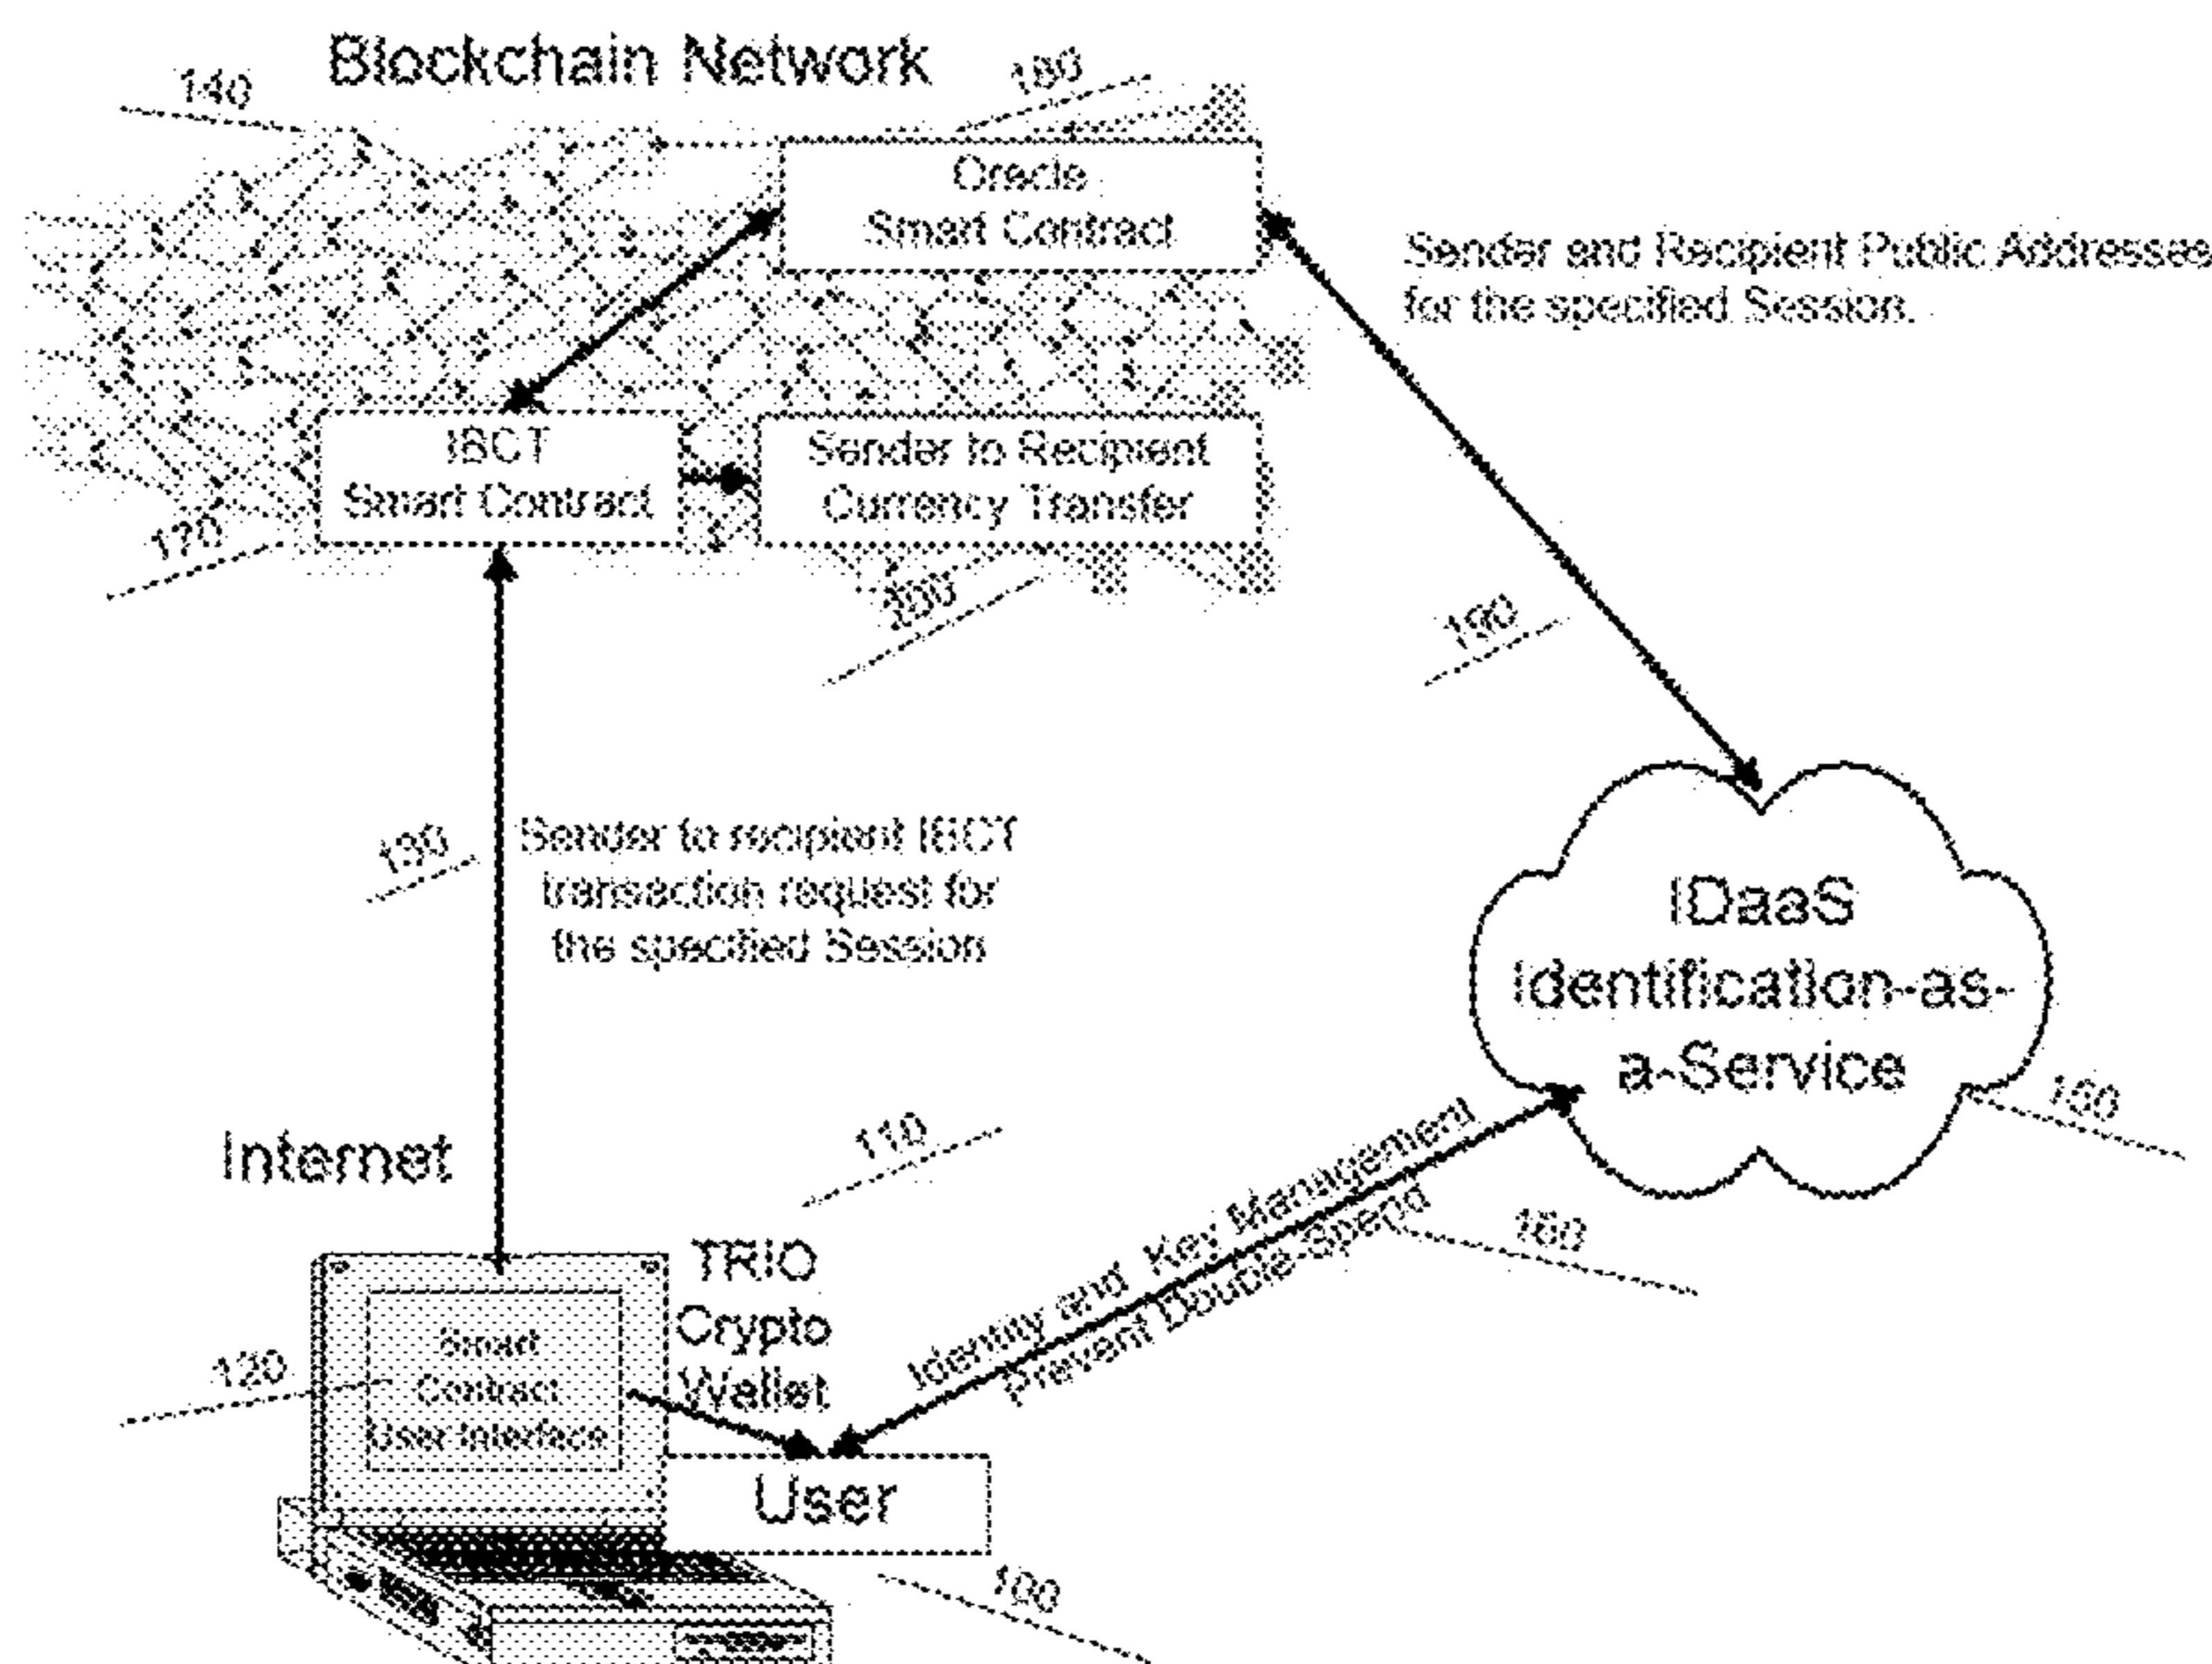 Blockchain Network
140
180
Oracle
Smart Contract
Sender and Recipient Public Addresses
for the specified Session.
IBCT
Smart Contract
Sender to Recipient
Currency Transfer
170
200
190
Sender to recipient IBCT
transaction request for
the specified Session
IDaaS
Identification-as-
a-Service
110
Internet
Identity and Key Management
Prevent Double-Spend
160
TRIO
Crypto
Wallet
120
Smart
Contract
User Interface
User
100